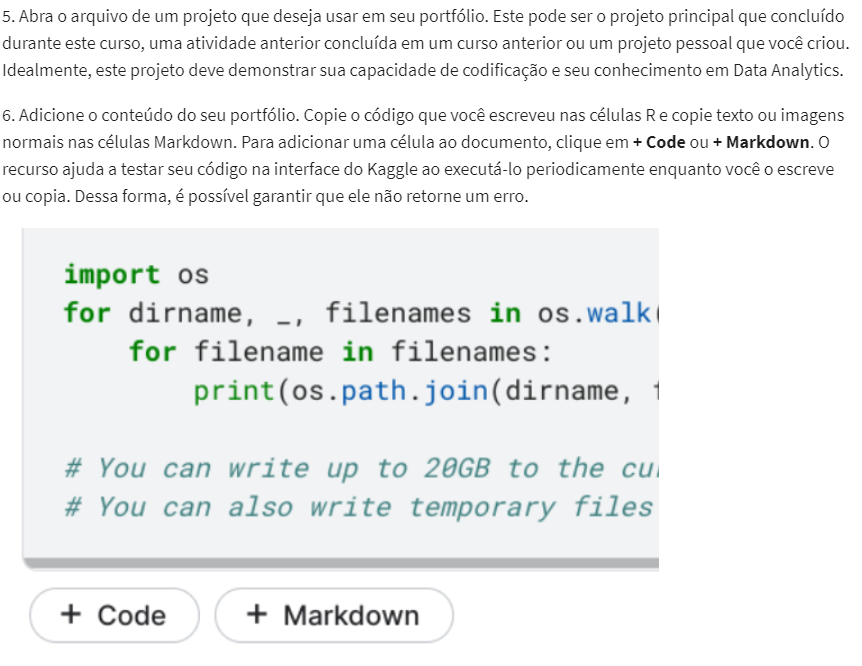 5. Abra o arquivo de um projeto que deseja usar em seu portfólio. Este pode ser o projeto principal que concluído
durante este curso, uma atividade anterior concluída em um curso anterior ou um projeto pessoal que você criou.
Idealmente, este projeto deve demonstrar sua capacidade de codificação e seu conhecimento em Data Analytics.
6. Adicione o conteúdo do seu portfólio. Copie o código que você escreveu nas células R e copie texto ou imagens
normais nas células Markdown. Para adicionar uma célula ao documento, clique em + Code ou + Markdown. O
recurso ajuda a testar seu código na interface do Kaggle ao executá-lo periodicamente enquanto você o escreve
ou copia. Dessa forma, é possível garantir que ele não retorne um erro.
import os
for dirname, _, filenames in os.walk(
for filename in filenames:
print(os.path.join(dirname,
# You can write up to 20GB to the
# You can also write temporary files
+ Code + Markdown